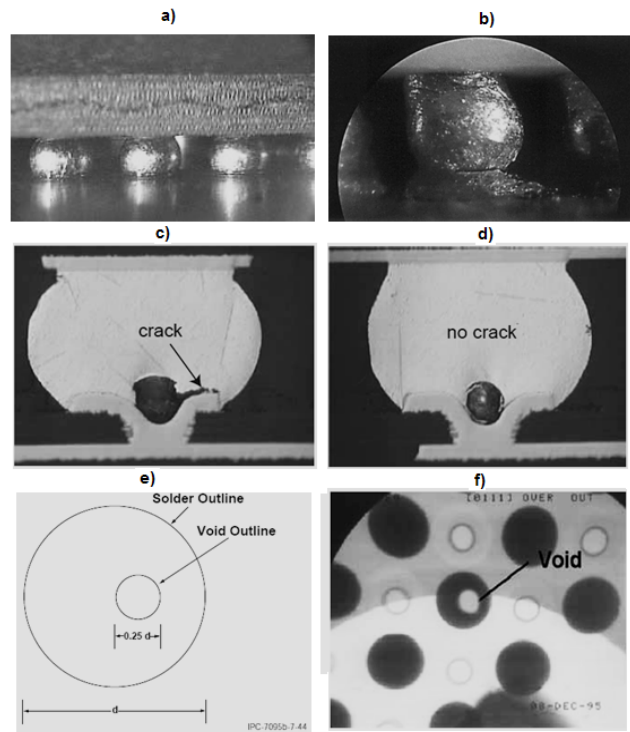 a)
b)
c)
d)
crack
no crack
e)
f)
Solder Outline
Void Outline
0.25 d
d
IPC-7095b-7-44
[0111] OVER OUT
Void
08-DEC-95